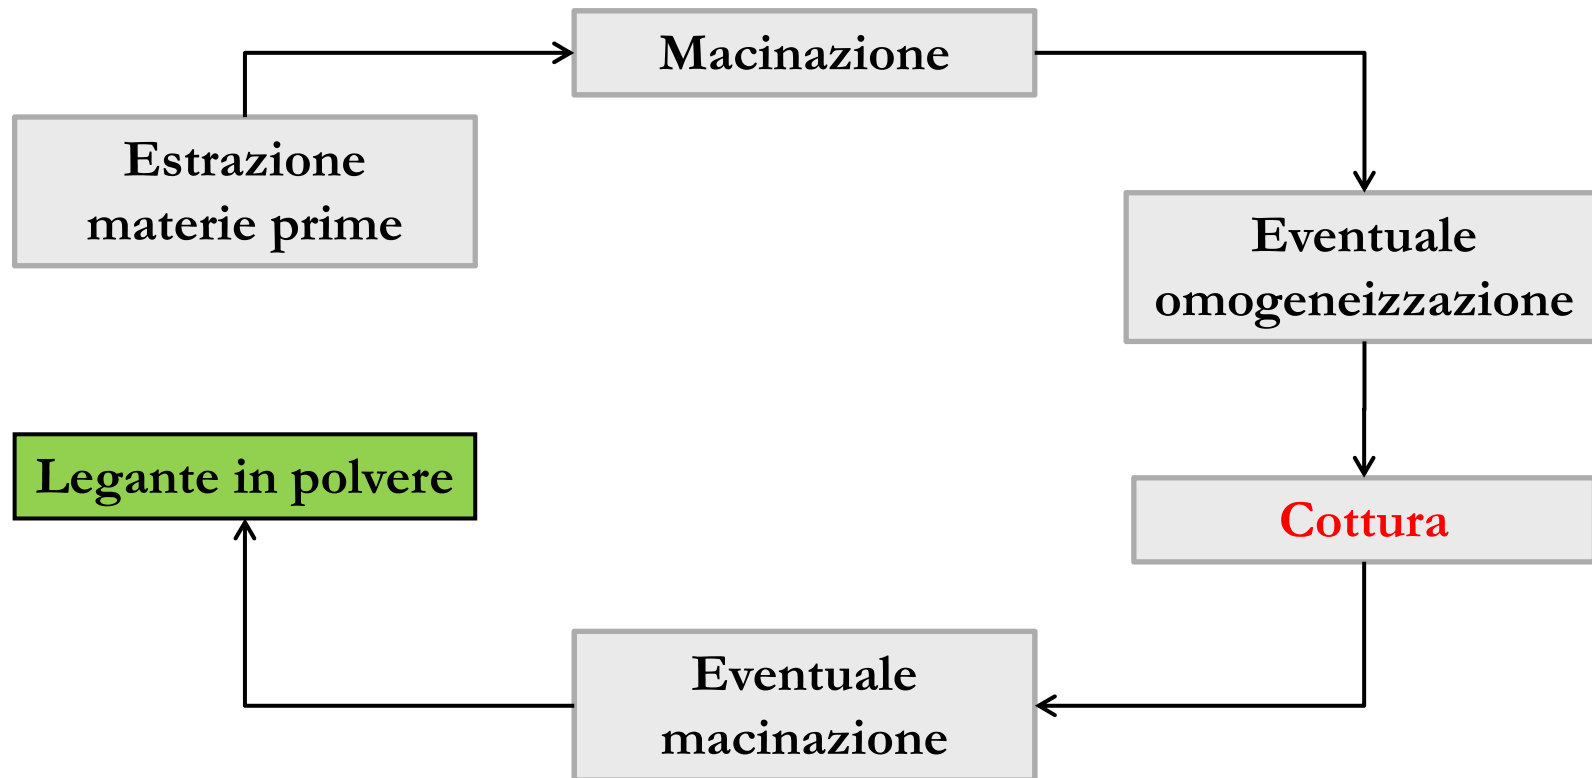 Macinazione
Estrazione
materie prime
Eventuale
omogeneizzazione
Legante in polvere
Cottura
Eventuale
macinazione